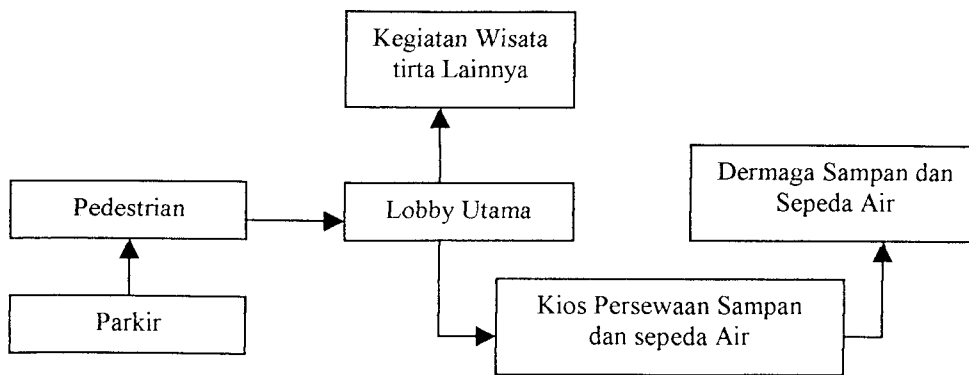 Kegiatan Wisata
tirta Lainnya
Dermaga Sampan dan
Sepeda Air
Pedestrian
Lobby Utama
Kios Persewaan Sampan
dan sepeda Air
Parkir